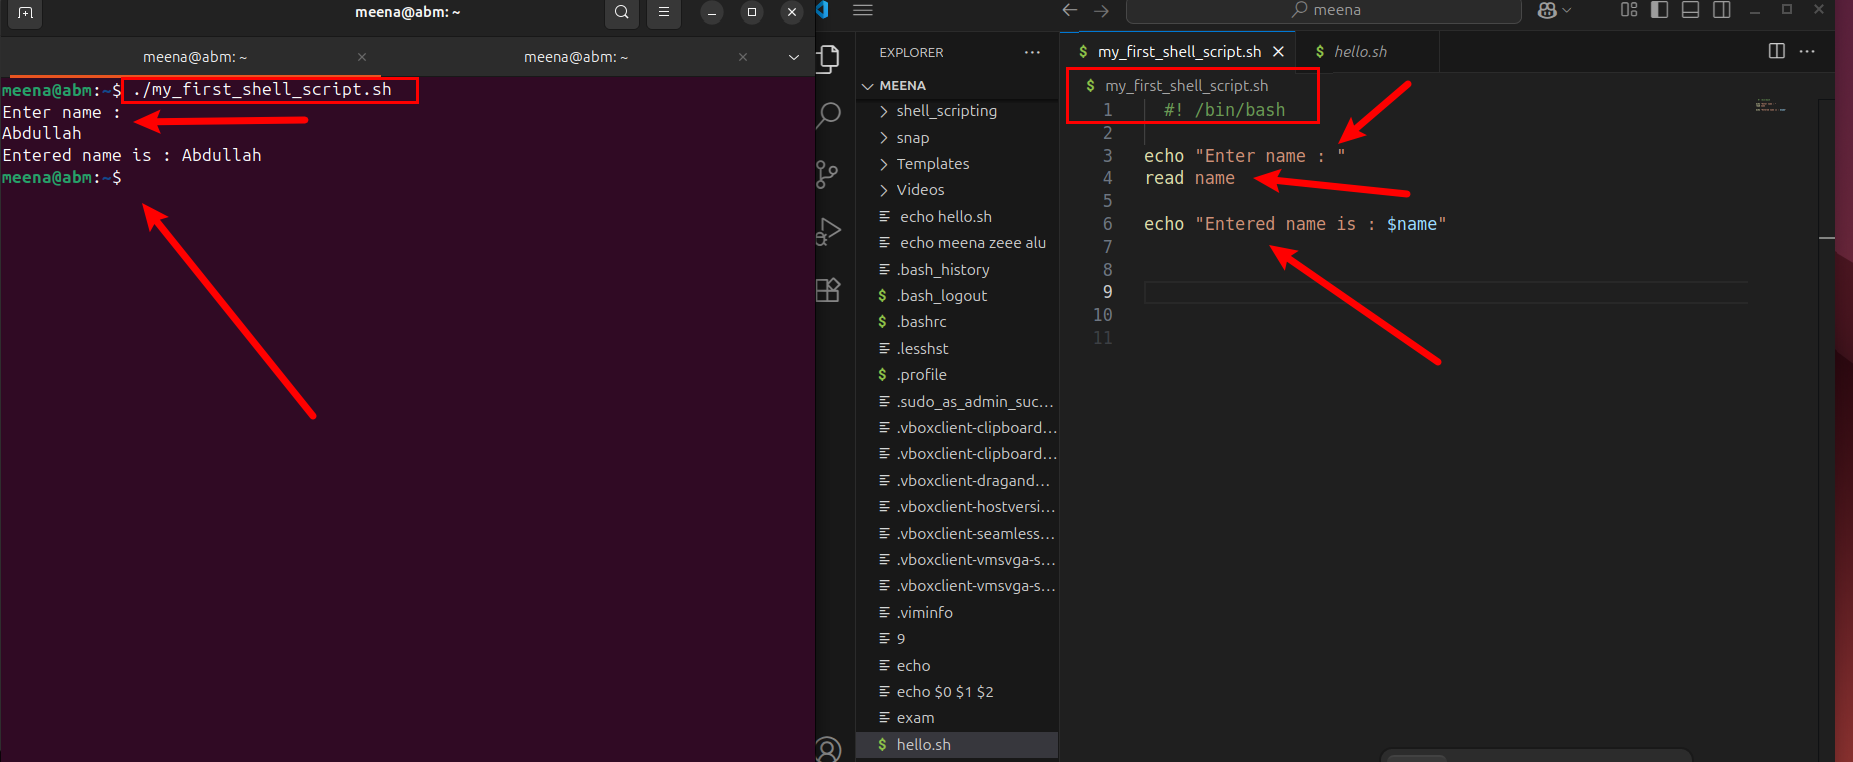 meena@abm: ~
meena@abm: ~
meena@abm: ~
meena@abm:~$ ./my_first_shell_script.sh
Enter name :
Abdullah
Entered name is : Abdullah
meena@abm:~$
meena
EXPLORER
MEENA
shell_scripting
snap
Templates
Videos
echo hello.sh
echo meena zeee alu
.bash_history
$ .bash_logout
$ .bashrc
.lesshst
$ .profile
.sudo_as_admin_suc...
.vboxclient-clipboard...
.vboxclient-clipboard...
.vboxclient-dragand...
.vboxclient-hostversi...
.vboxclient-seamless...
.vboxclient-vmsvga-s...
.vboxclient-vmsvga-s...
.viminfo
9
echo
echo $0 $1 $2
exam
$ hello.sh
$ my_first_shell_script.sh
$ hello.sh
$ my_first_shell_script.sh
1 #! /bin/bash
2
3 echo "Enter name : "
4 read name
5
6 echo "Entered name is : $name"
7
8
9
10
11